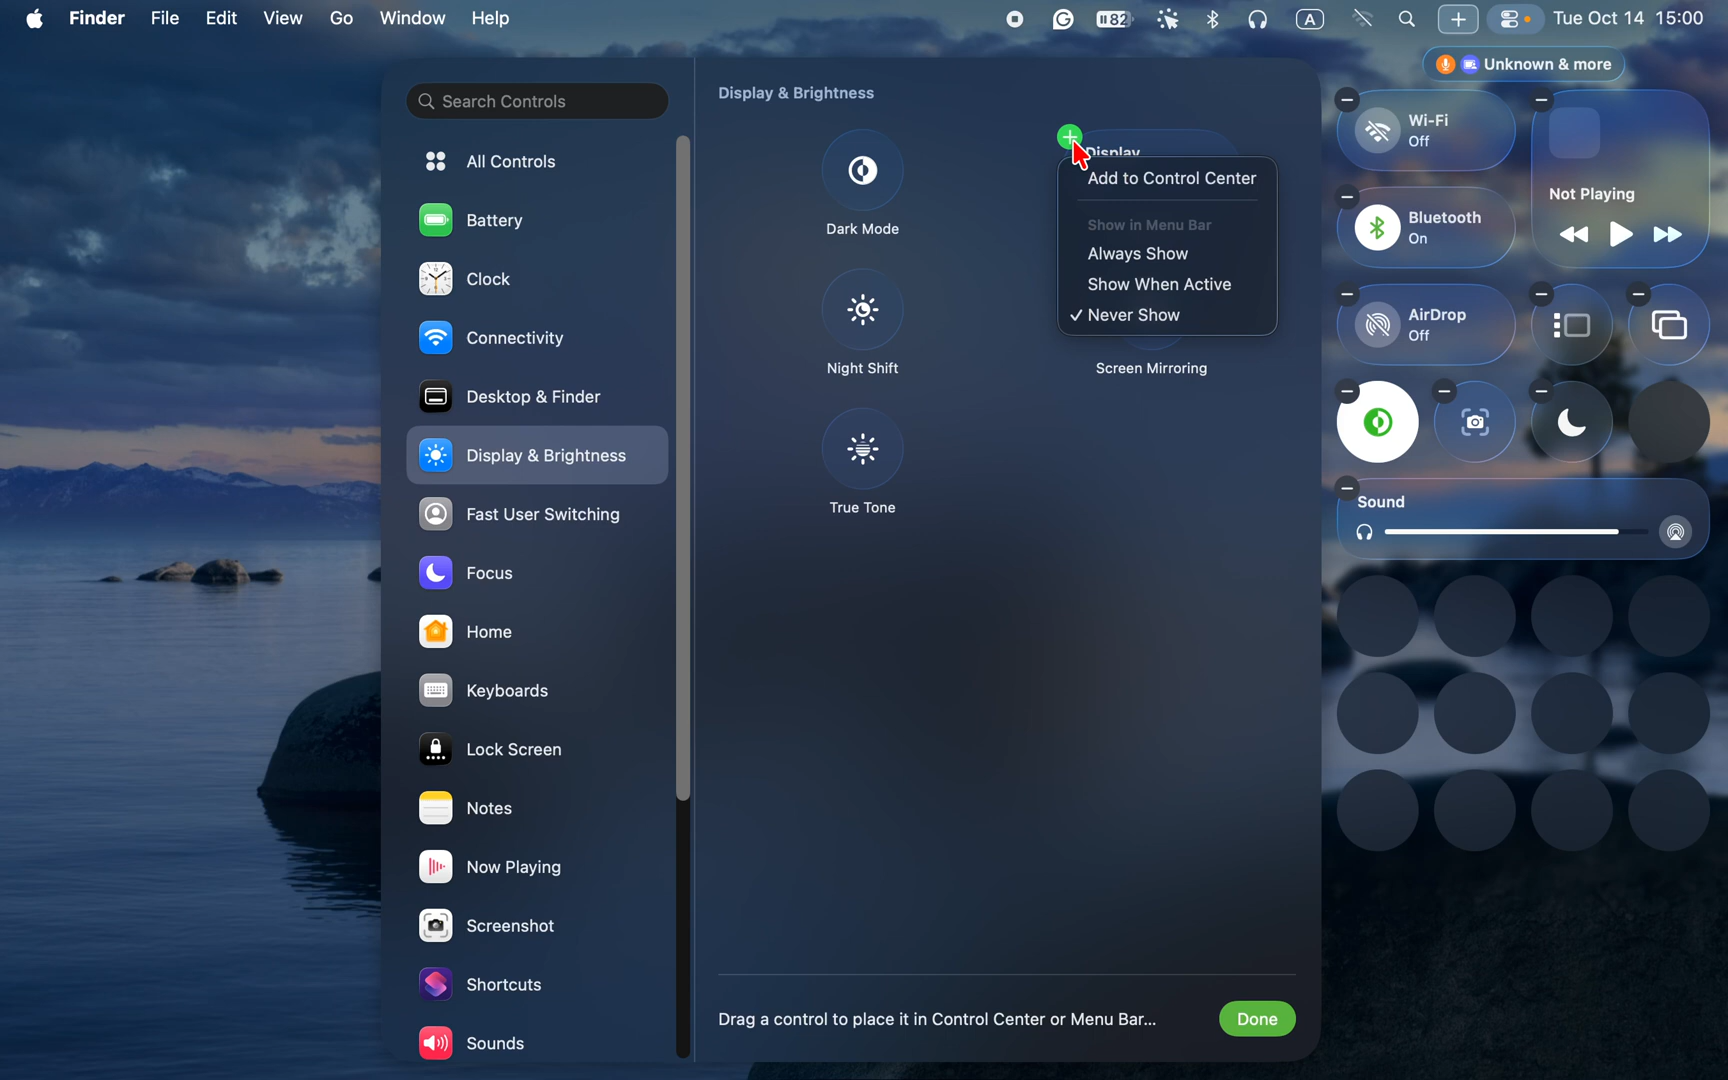 Finder File Edit View Go Window Help 82 A Tue Oct 14 15:00
Unknown & more
Search Controls
All Controls
Battery
Clock
Connectivity
Desktop & Finder
Display & Brightness
Fast User Switching
Focus
Home
Keyboards
Lock Screen
Notes
Now Playing
Screenshot
Shortcuts
Sounds
Display & Brightness
Dark Mode
Display
Night Shift
Screen Mirroring
True Tone
Add to Control Center
Show in Menu Bar
Always Show
Show When Active
✓ Never Show
Drag a control to place it in Control Center or Menu Bar...
Done
Wi-Fi
Off
Not Playing
Bluetooth
On
AirDrop
Off
Sound